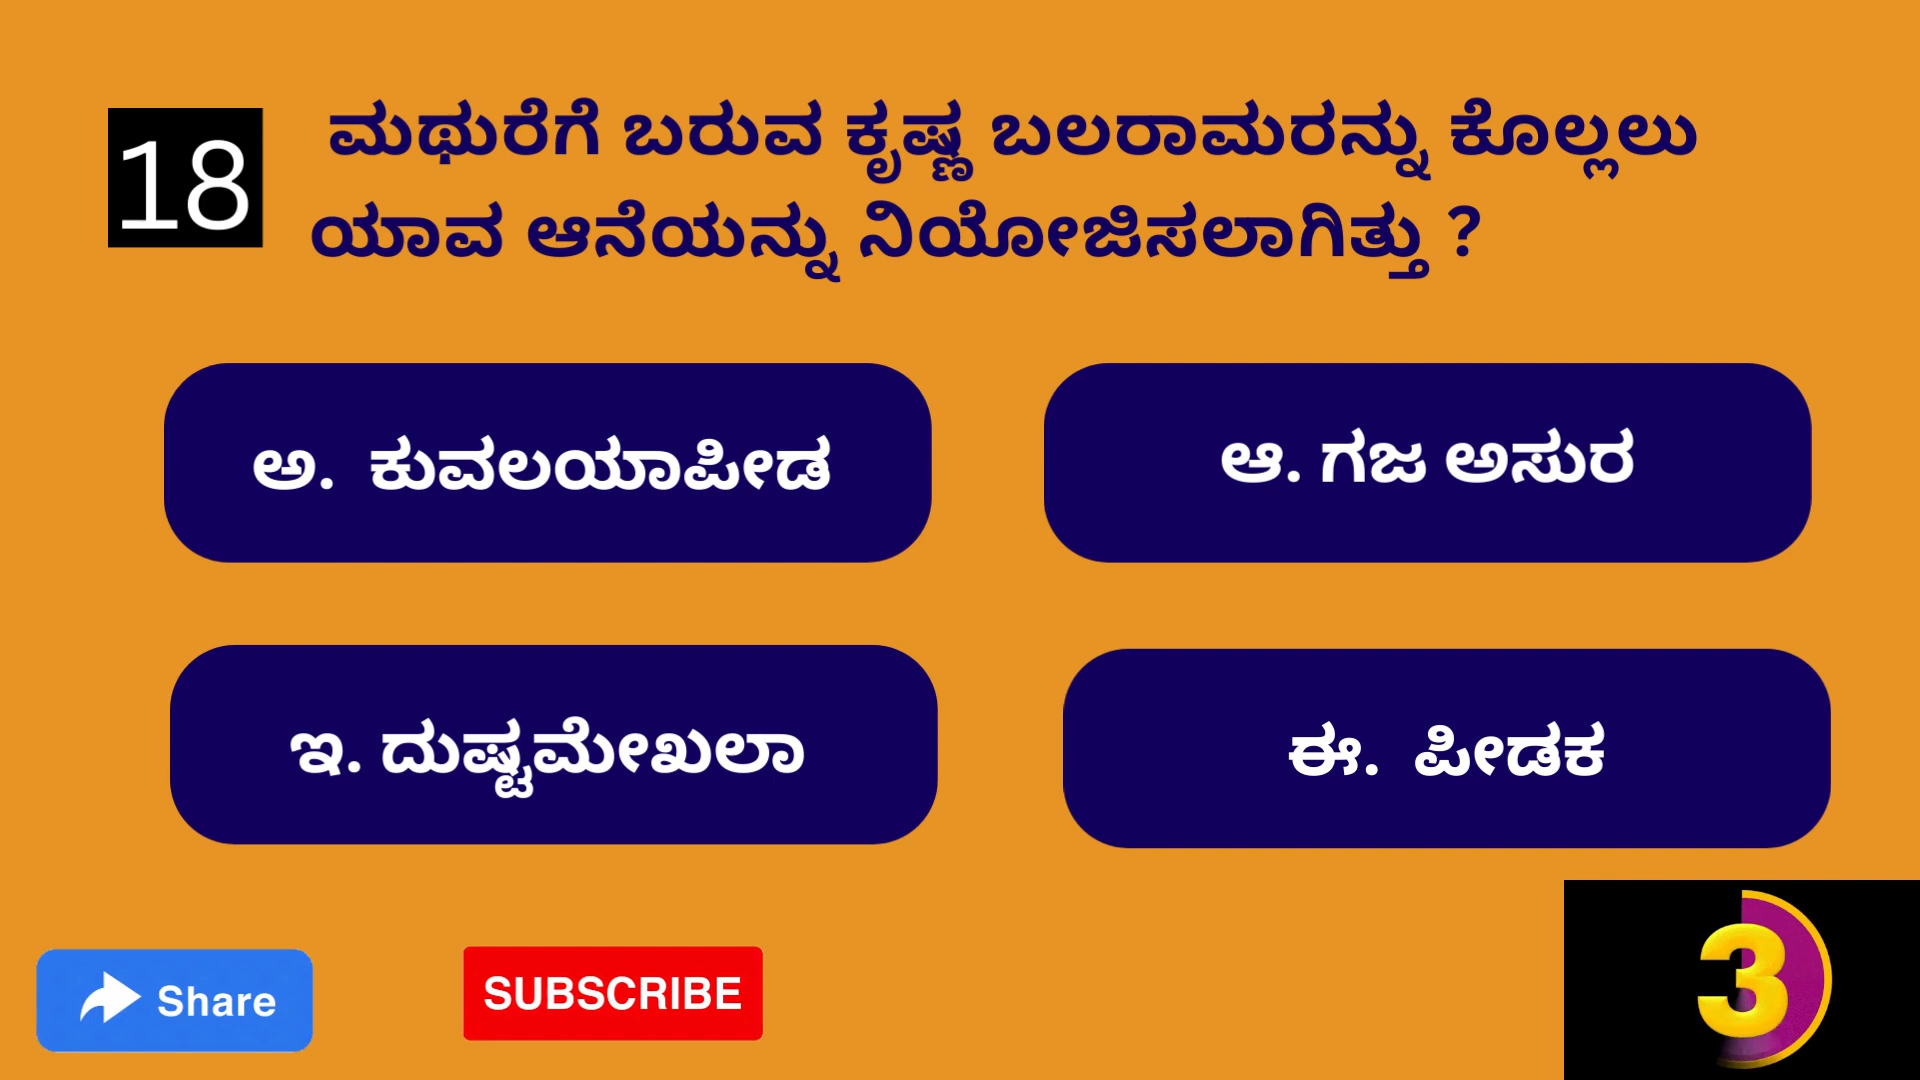 18
ಮಥುರೆಗೆ ಬರುವ ಕೃಷ್ಣ ಬಲರಾಮರನ್ನು ಕೊಲ್ಲಲು
ಯಾವ ಆನೆಯನ್ನು ನಿಯೋಜಿಸಲಾಗಿತ್ತು ?
ಅ. ಕುವಲಯಾಪೀಡ
ಆ. ಗಜ ಅಸುರ
ಇ. ದುಷ್ಟಮೇಖಲಾ
ಈ. ಪೀಡಕ
Share
SUBSCRIBE
3